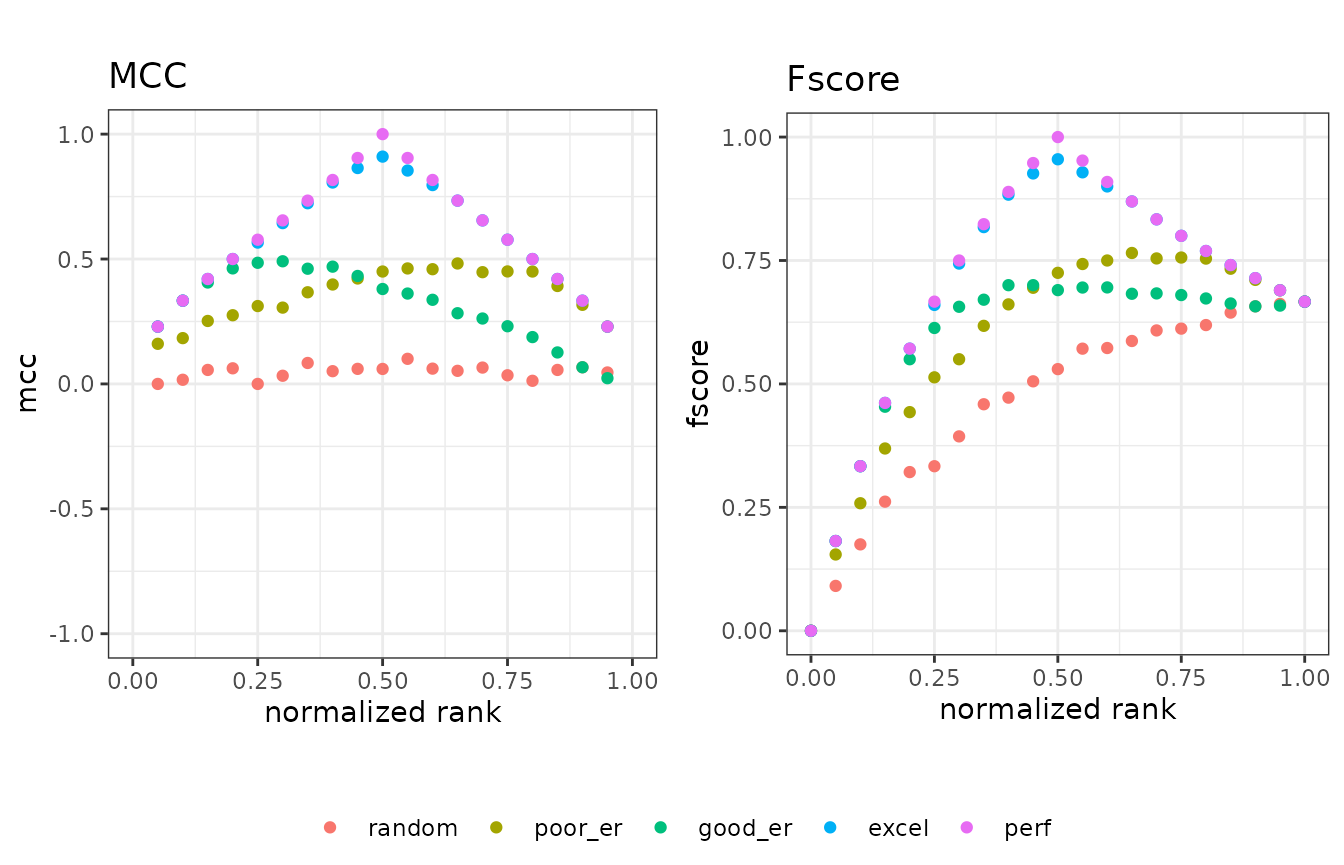 MCC
1.0
0.5
0.0
-0.5
-1.0
mcc
0.00 0.25 0.50 0.75 1.00
normalized rank
Fscore
1.00
0.75
0.50
0.25
0.00
fscore
0.00 0.25 0.50 0.75 1.00
normalized rank
random poor_er good_er excel perf